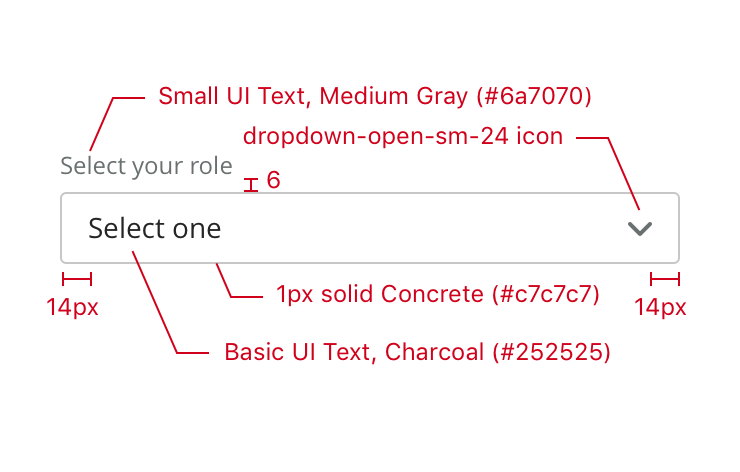 Small UI Text, Medium Gray (#6a7070)
dropdown-open-sm-24 icon
Select your role
6
Select one
1px solid Concrete (#c7c7c7)
14px
14px
Basic UI Text, Charcoal (#252525)